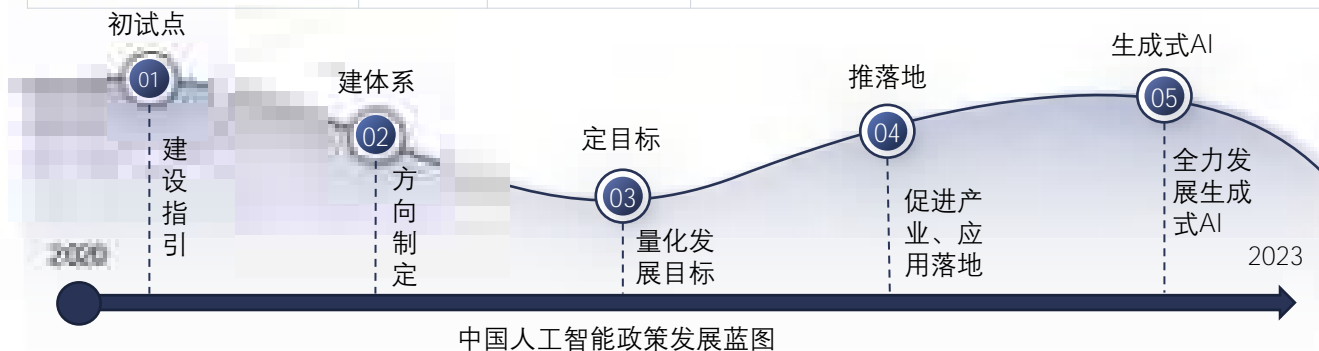 初试点
01
建
设
指
引
2020
建体系
02
方
向
制
定
定目标
03
量化发
展目标
推落地
04
促进产
业、应
用落地
生成式AI
05
全力发
展生成
式AI
2023
中国人工智能政策发展蓝图